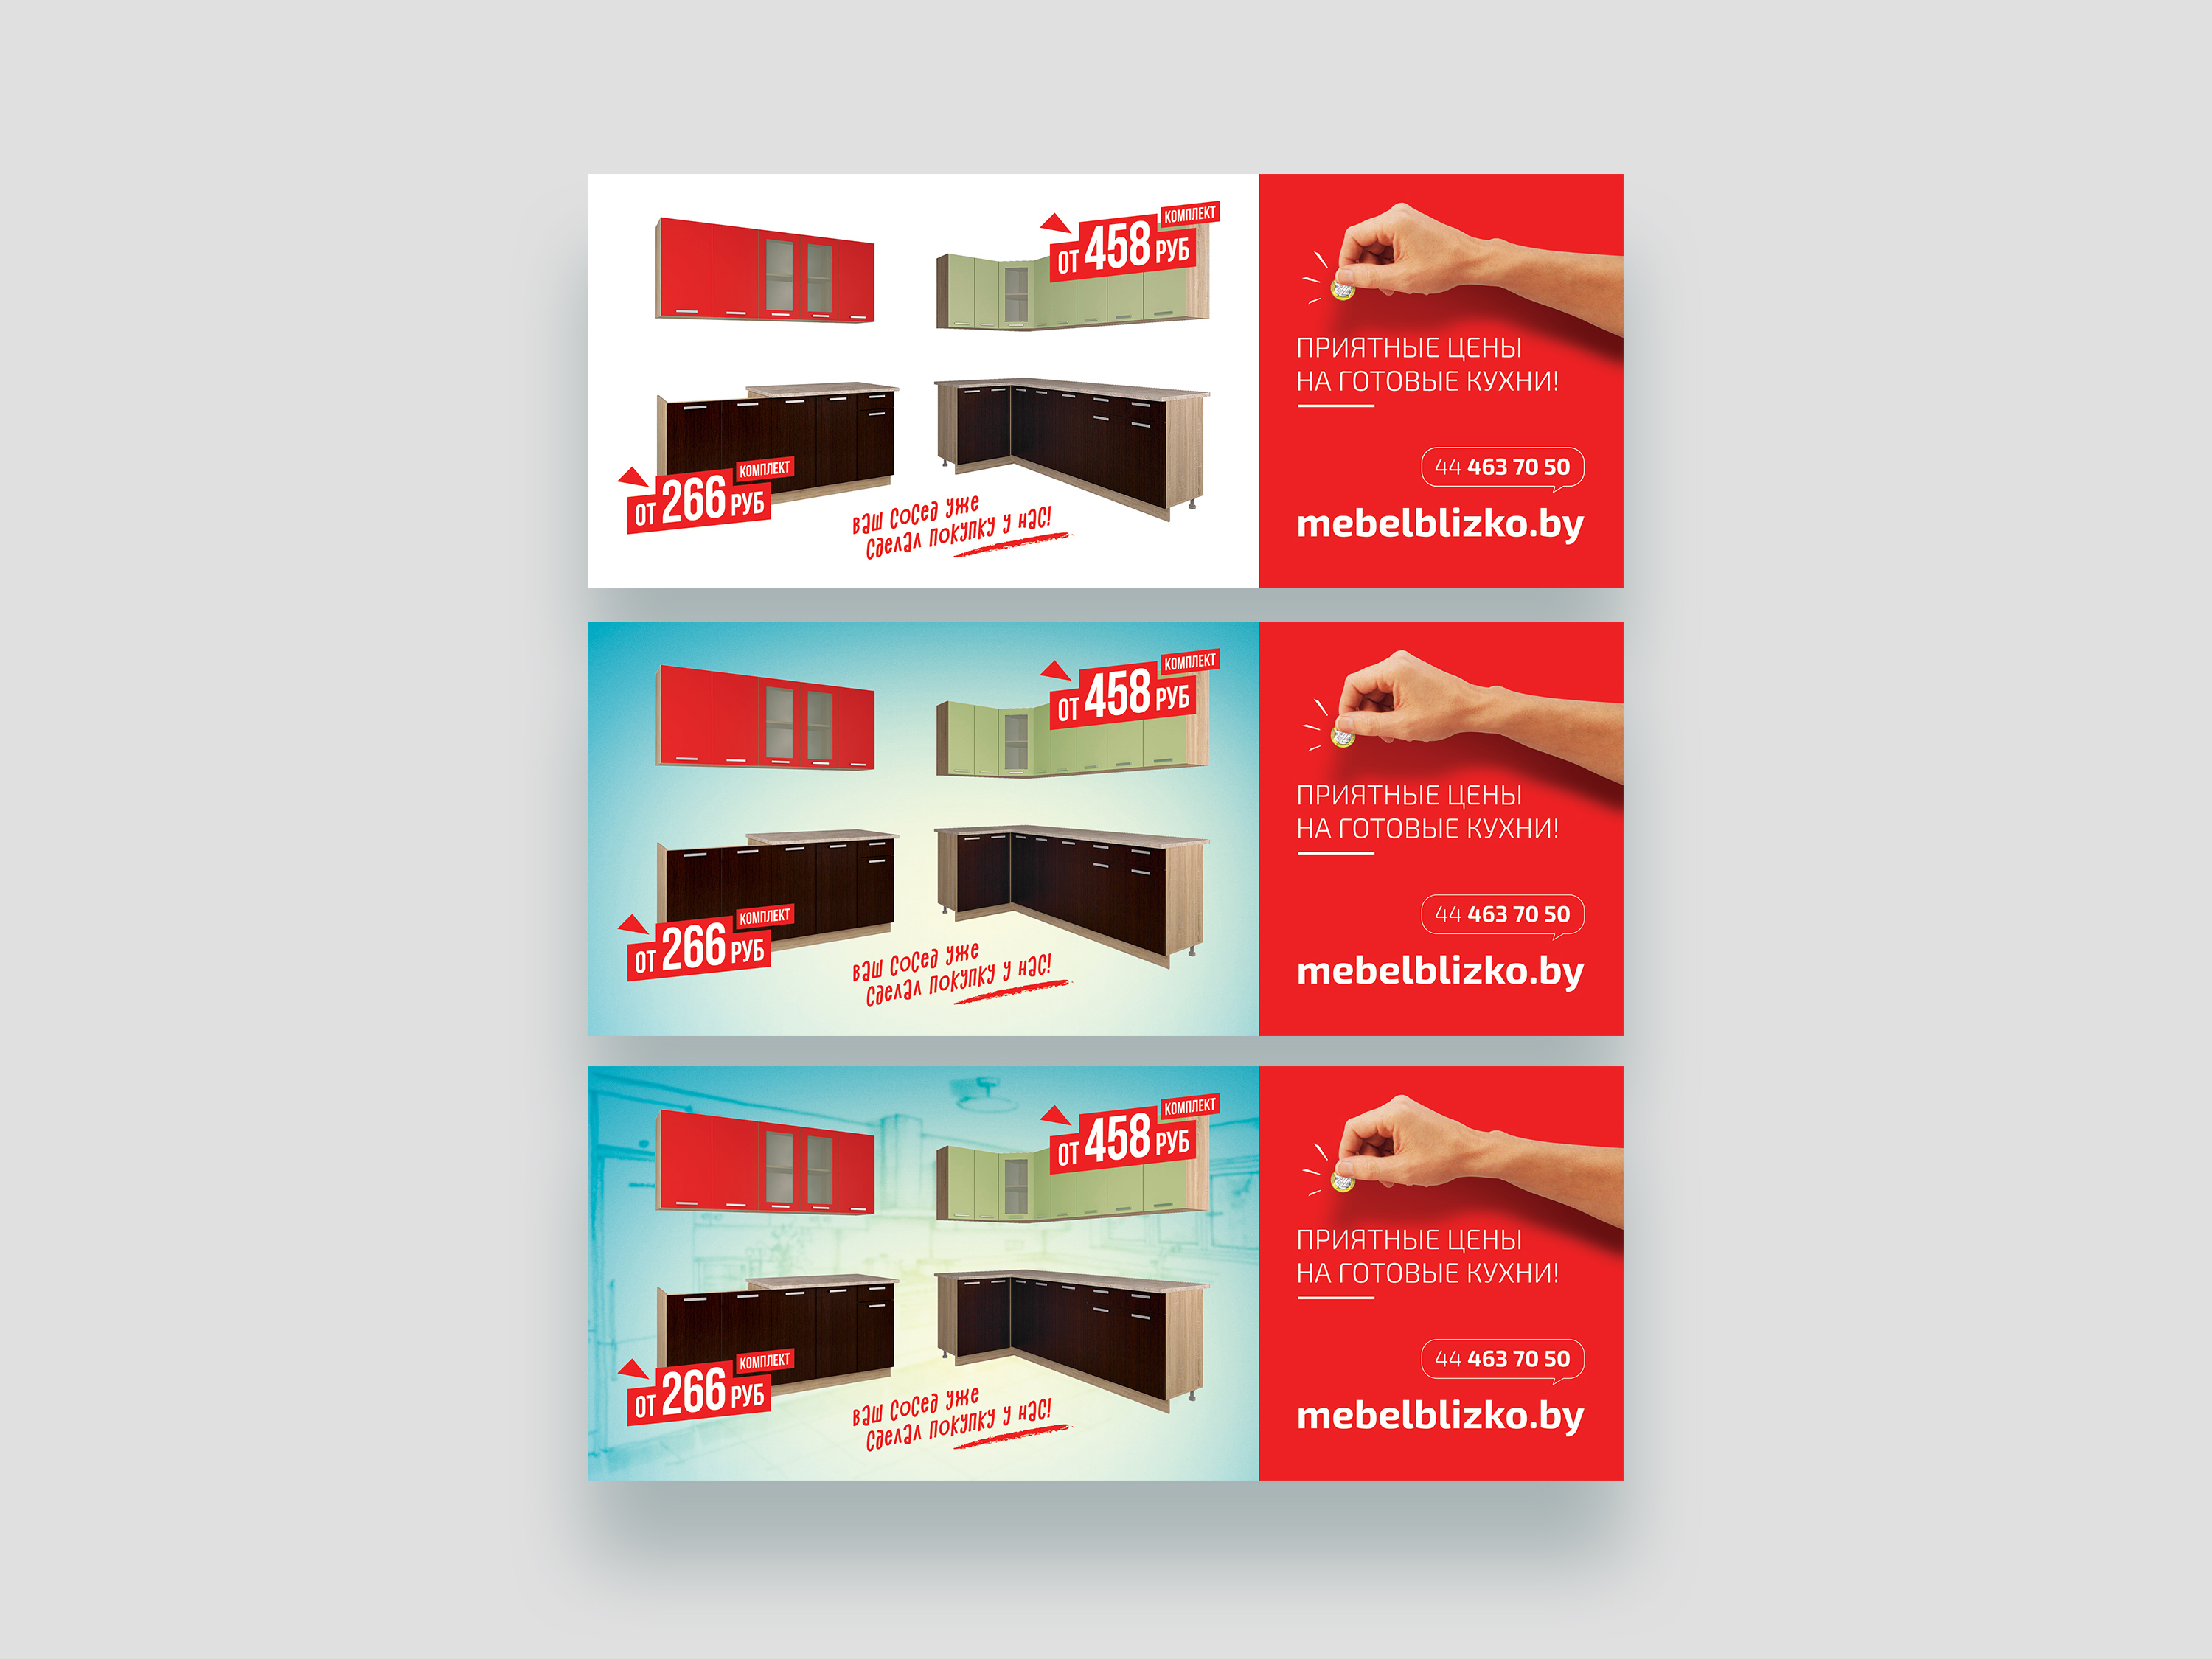 КОМПЛЕКТ
ОТ 458 РУБ
КОМПЛЕКТ
ОТ 266 РУБ
Ваш сосед уже
сделал покупку у нас!
ПРИЯТНЫЕ ЦЕНЫ
НА ГОТОВЫЕ КУХНИ!
44 463 70 50
mebelblizko.by
КОМПЛЕКТ
ОТ 458 РУБ
КОМПЛЕКТ
ОТ 266 РУБ
Ваш сосед уже
сделал покупку у нас!
ПРИЯТНЫЕ ЦЕНЫ
НА ГОТОВЫЕ КУХНИ!
44 463 70 50
mebelblizko.by
КОМПЛЕКТ
ОТ 458 РУБ
КОМПЛЕКТ
ОТ 266 РУБ
Ваш сосед уже
сделал покупку у нас!
ПРИЯТНЫЕ ЦЕНЫ
НА ГОТОВЫЕ КУХНИ!
44 463 70 50
mebelblizko.by